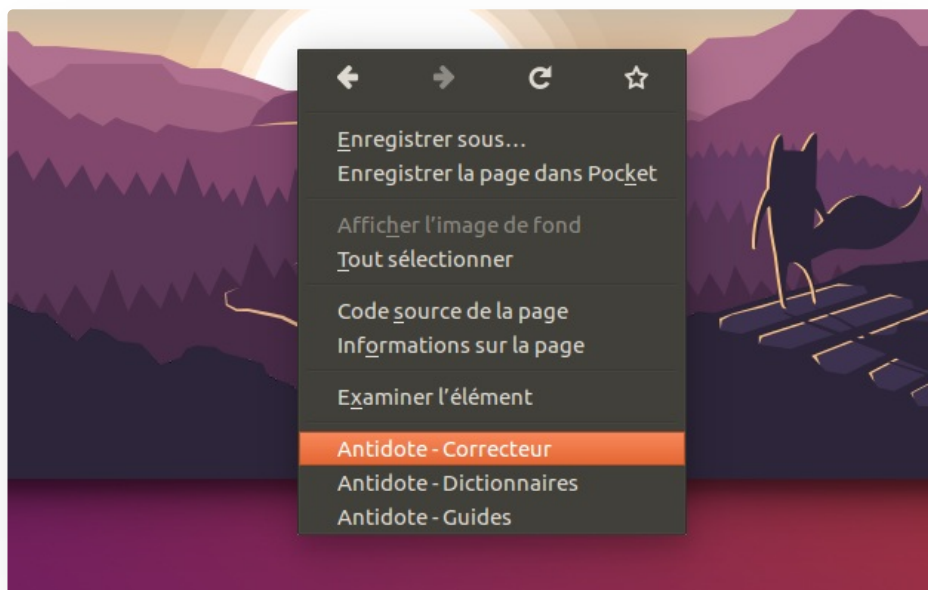 Enregistrer sous…
Enregistrer la page dans Pocket
Afficher l’image de fond
Tout sélectionner
Code source de la page
Informations sur la page
Examiner l’élément
Antidote - Correcteur
Antidote - Dictionnaires
Antidote - Guides